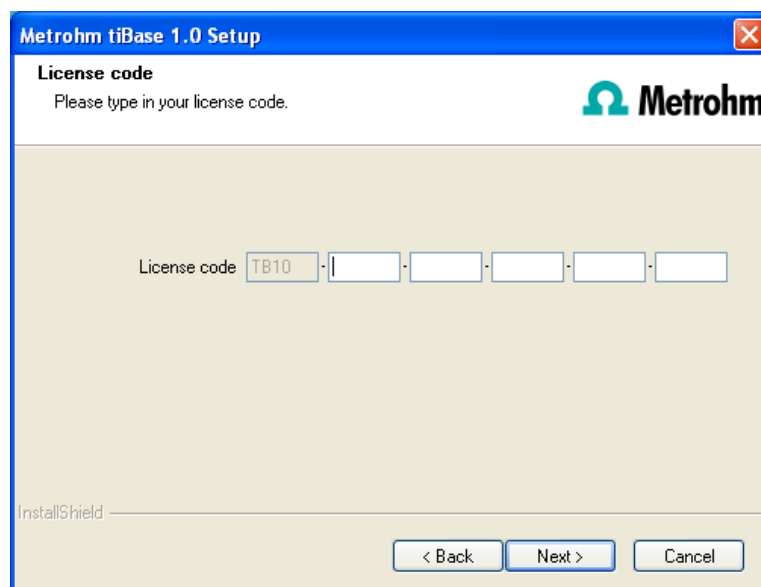 Metrohm tiBase 1.0 Setup
License code
Please type in your license code.
Metrohm
License code TB10 - - - - -
InstallShield
< Back Next > Cancel